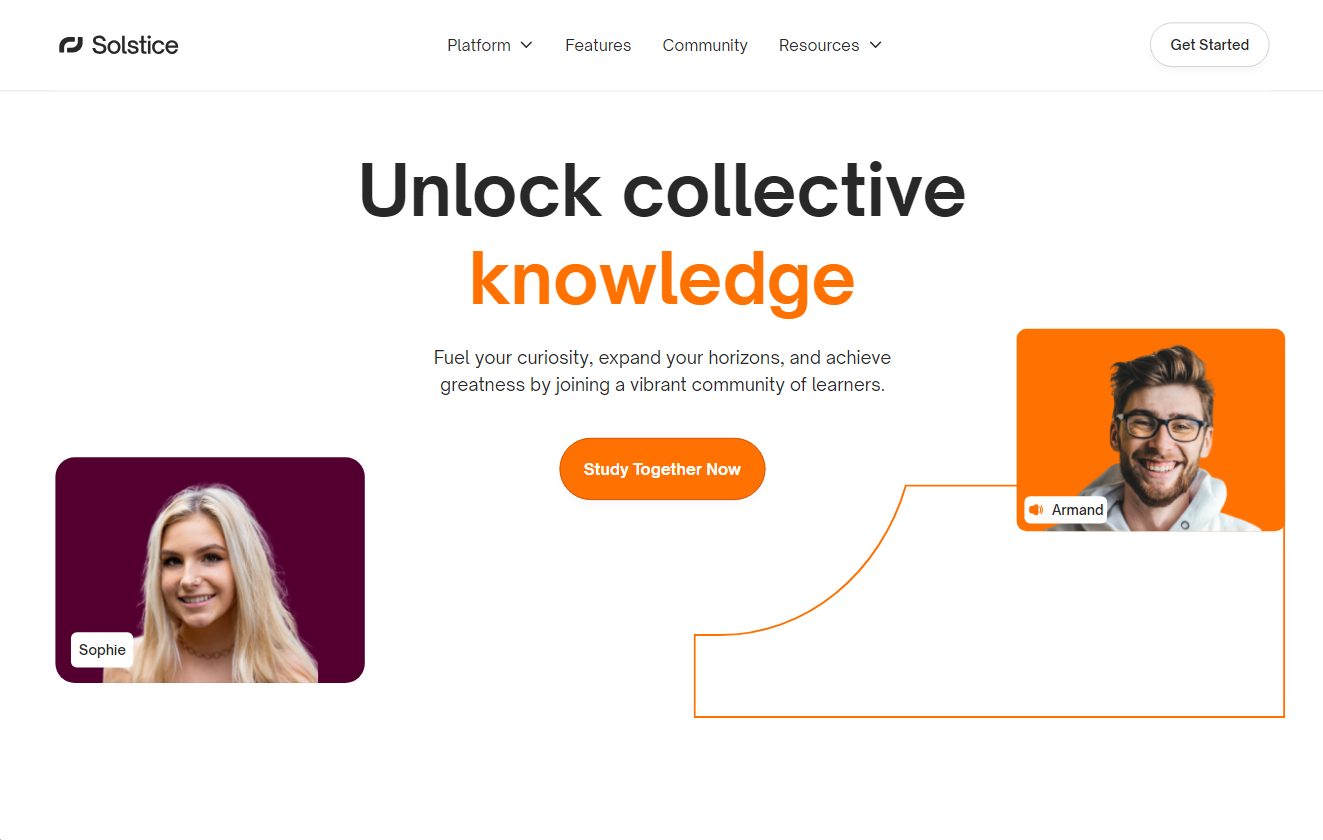 Solstice
Platform
Features
Community
Resources
Get Started
Unlock collective
knowledge
Fuel your curiosity, expand your horizons, and achieve
greatness by joining a vibrant community of learners.
Study Together Now
Armand
Sophie